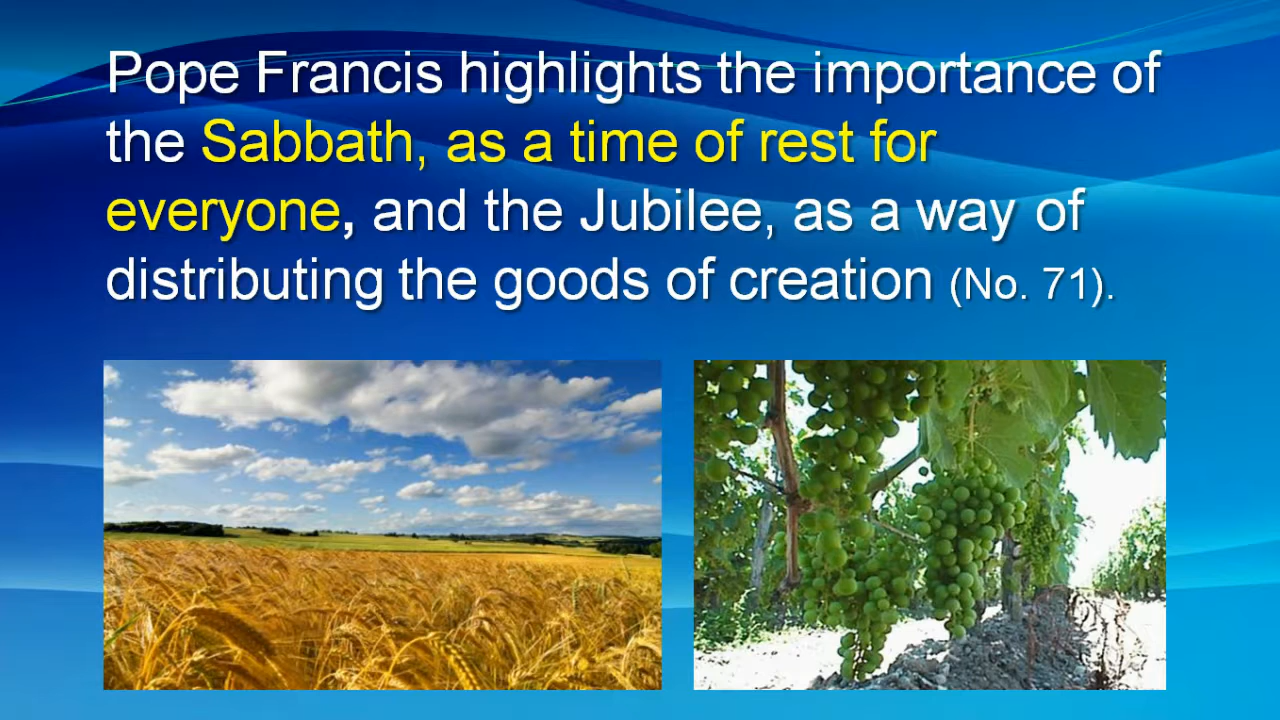 Pope Francis highlights the importance of
the Sabbath, as a time of rest for
everyone, and the Jubilee, as a way of
distributing the goods of creation (No. 71).